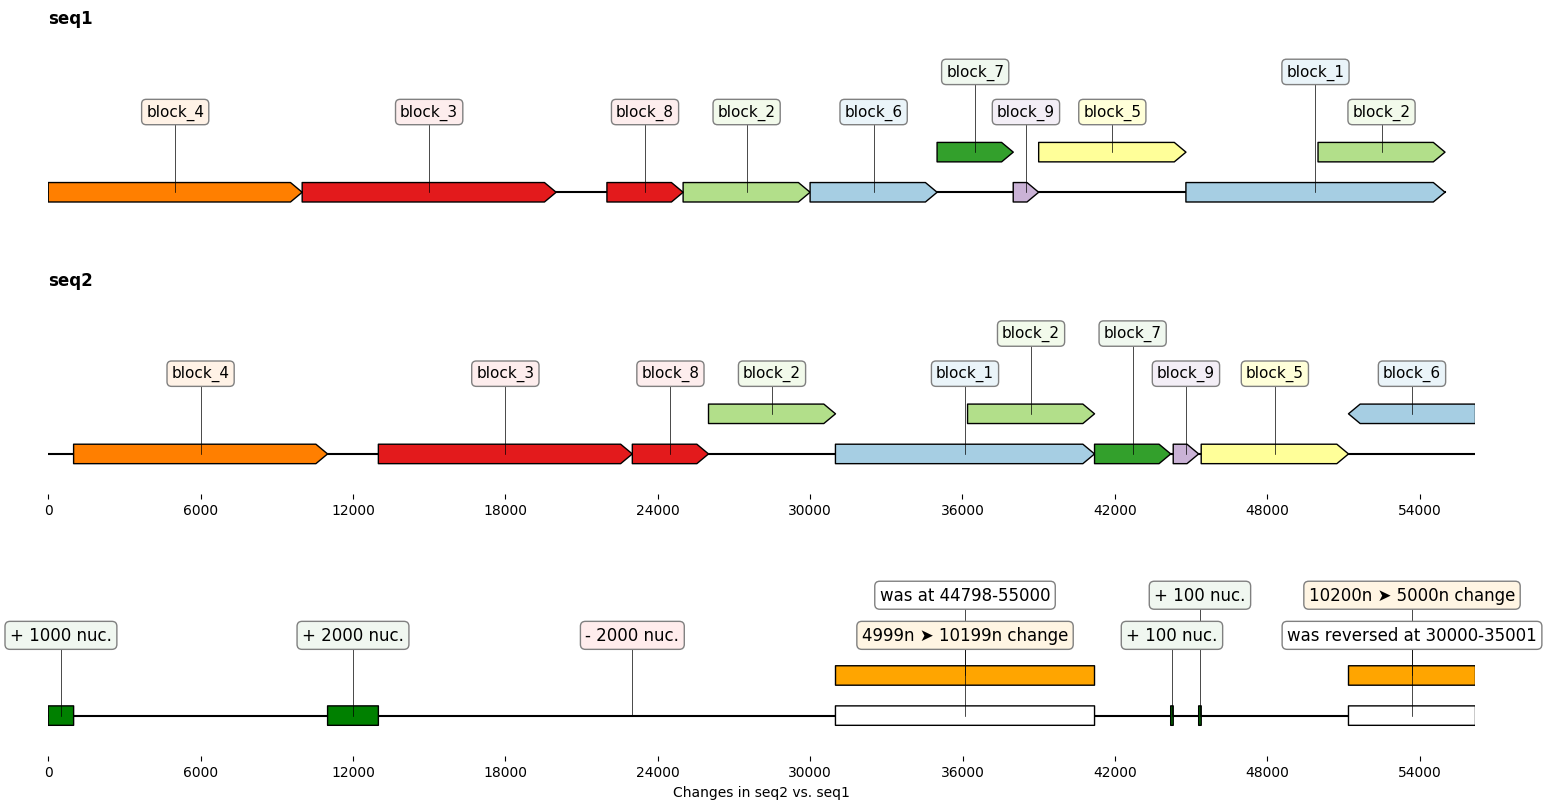 seq1
block_7
block_1
block_4
block_3
block_8
block_2
block_6
block_9
block_5
block_2
seq2
block_2
block_7
block_4
block_3
block_8
block_2
block_1
block_9
block_5
block_6
0 6000 12000 18000 24000 30000 36000 42000 48000 54000
was at 44798-55000
+ 100 nuc.
10200n ➤ 5000n change
+ 1000 nuc.
+ 2000 nuc.
- 2000 nuc.
4999n ➤ 10199n change
+ 100 nuc.
was reversed at 30000-35001
0 6000 12000 18000 24000 30000 36000 42000 48000 54000
Changes in seq2 vs. seq1